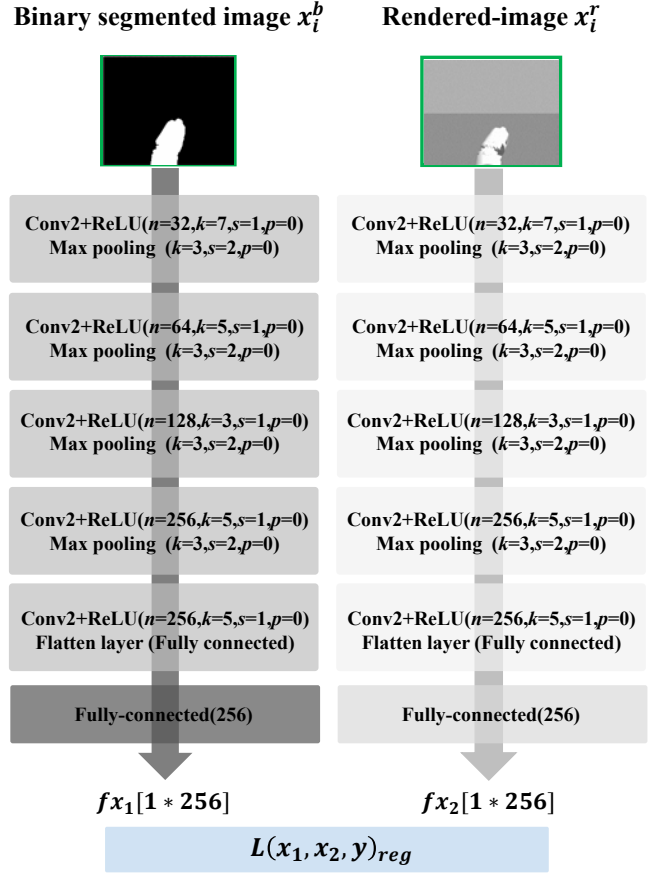 Binary segmented image x_i^b
Conv2+ReLU(n=32,k=7,s=1,p=0)
Max pooling (k=3,s=2,p=0)
Conv2+ReLU(n=64,k=5,s=1,p=0)
Max pooling (k=3,s=2,p=0)
Conv2+ReLU(n=128,k=3,s=1,p=0)
Max pooling (k=3,s=2,p=0)
Conv2+ReLU(n=256,k=5,s=1,p=0)
Max pooling (k=3,s=2,p=0)
Conv2+ReLU(n=256,k=5,s=1,p=0)
Flatten layer (Fully connected)
Fully-connected(256)
fx_1[1 * 256]
Rendered-image x_i^r
Conv2+ReLU(n=32,k=7,s=1,p=0)
Max pooling (k=3,s=2,p=0)
Conv2+ReLU(n=64,k=5,s=1,p=0)
Max pooling (k=3,s=2,p=0)
Conv2+ReLU(n=128,k=3,s=1,p=0)
Max pooling (k=3,s=2,p=0)
Conv2+ReLU(n=256,k=5,s=1,p=0)
Max pooling (k=3,s=2,p=0)
Conv2+ReLU(n=256,k=5,s=1,p=0)
Flatten layer (Fully connected)
Fully-connected(256)
fx_2[1 * 256]
L(x_1, x_2, y)_reg